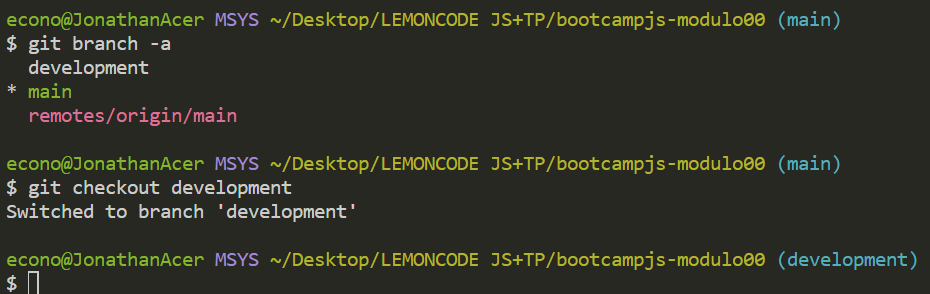 econo@JonathanAcer MSYS ~/Desktop/LEMONCODE JS+TP/bootcampjs-modulo00 (main)
$ git branch -a
  development
* main
  remotes/origin/main
econo@JonathanAcer MSYS ~/Desktop/LEMONCODE JS+TP/bootcampjs-modulo00 (main)
$ git checkout development
Switched to branch 'development'
econo@JonathanAcer MSYS ~/Desktop/LEMONCODE JS+TP/bootcampjs-modulo00 (development)
$